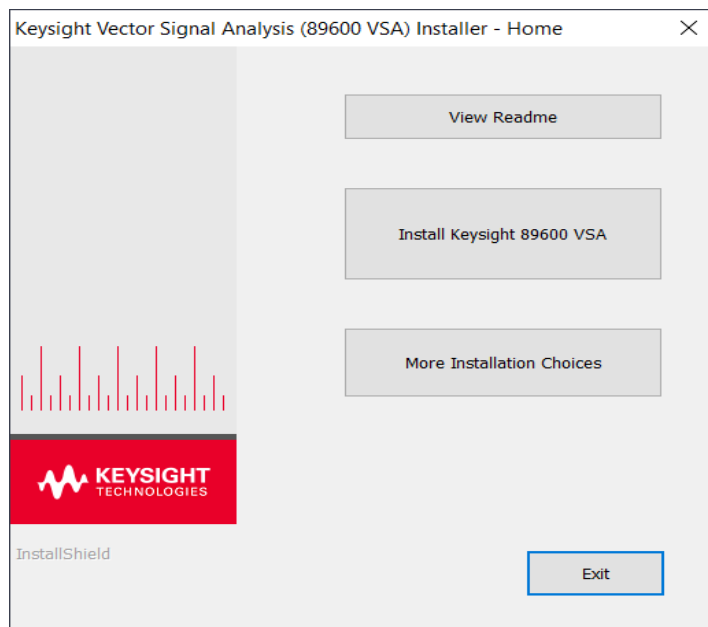 Keysight Vector Signal Analysis (89600 VSA) Installer - Home
View Readme
Install Keysight 89600 VSA
More Installation Choices
KEYSIGHT
TECHNOLOGIES
InstallShield
Exit